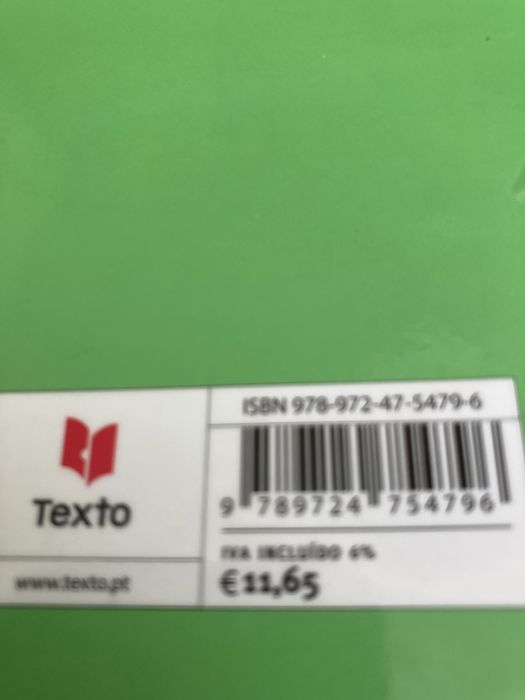 ISBN 978-972-47-5479-6
9 789724 754796
Texto
www.texto.pt
IVA INCLUÍDO 6%
€11,65